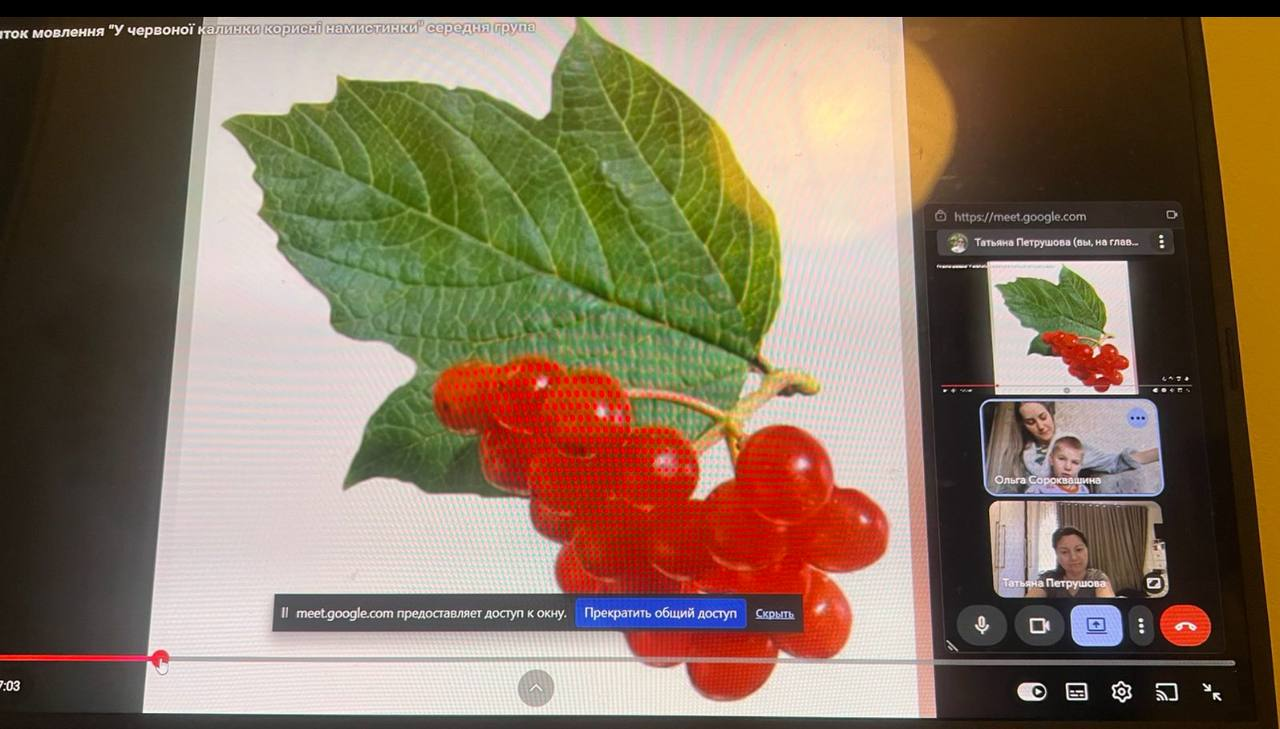 ток мовлення "У червоної калинки корисні намистинки" середня група
https://meet.google.com
Татьяна Петрушова (вы, на глав...
Ольга Сороквашина
Татьяна Петрушова
meet.google.com предоставляет доступ к окну.
Прекратить общий доступ
Скрыть
7:03